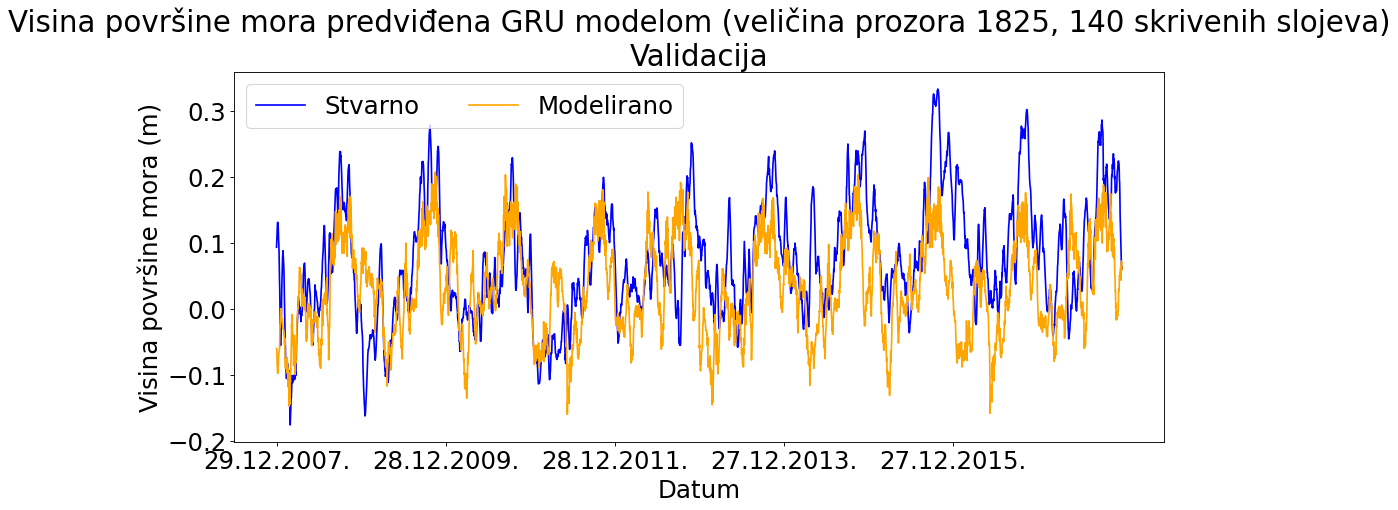 Visina površine mora predviđena GRU modelom (veličina prozora 1825, 140 skrivenih slojeva)
Validacija
Stvarno
Modelirano
Visina površine mora (m)
0.3
0.2
0.1
0.0
−0.1
−0.2
29.12.2007.
28.12.2009.
28.12.2011.
27.12.2013.
27.12.2015.
Datum